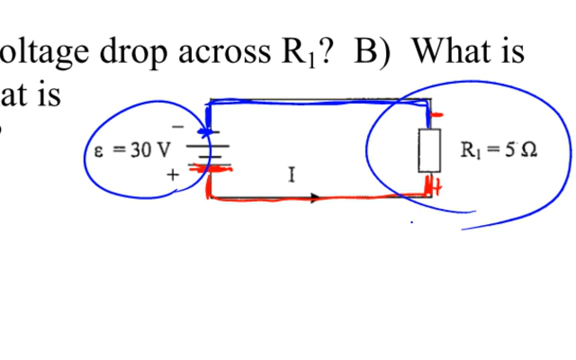 oltage drop across R₁? B) What is
at is
−
ε = 30 V
+
I
R₁ = 5 Ω
-
+